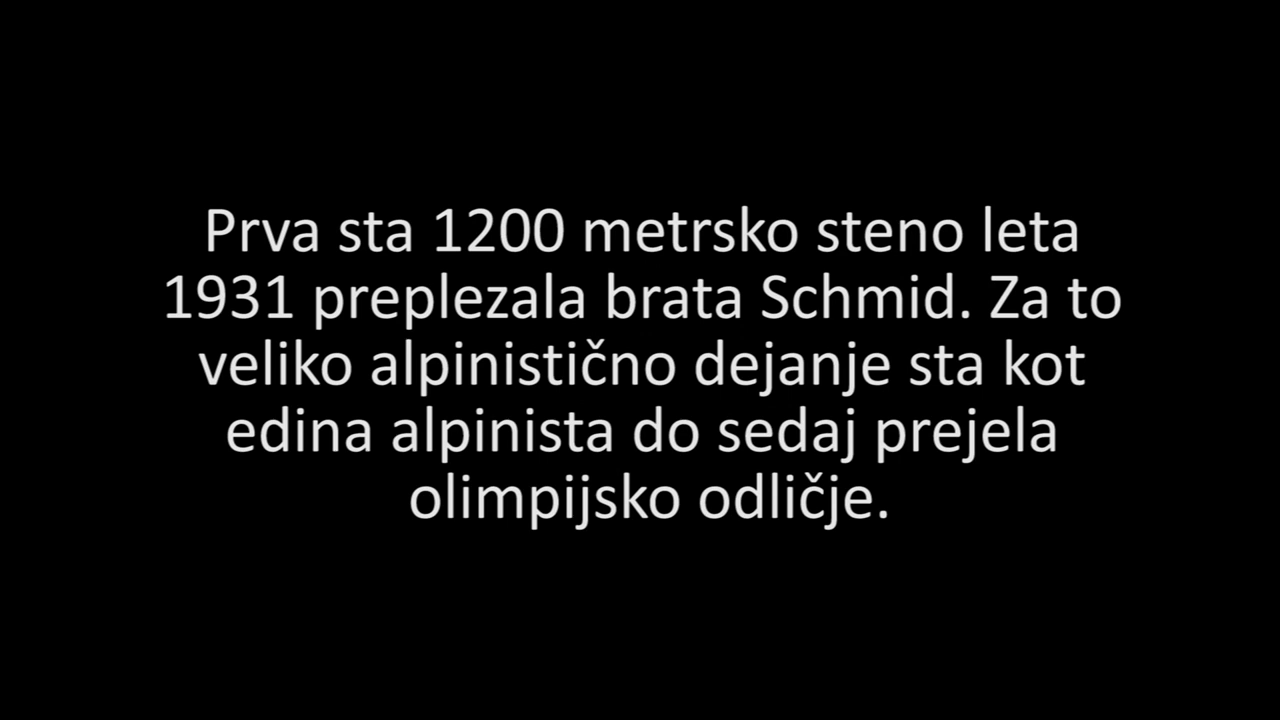 Prva sta 1200 metrsko steno leta
1931 preplezala brata Schmid. Za to
veliko alpinistično dejanje sta kot
edina alpinista do sedaj prejela
olimpijsko odličje.